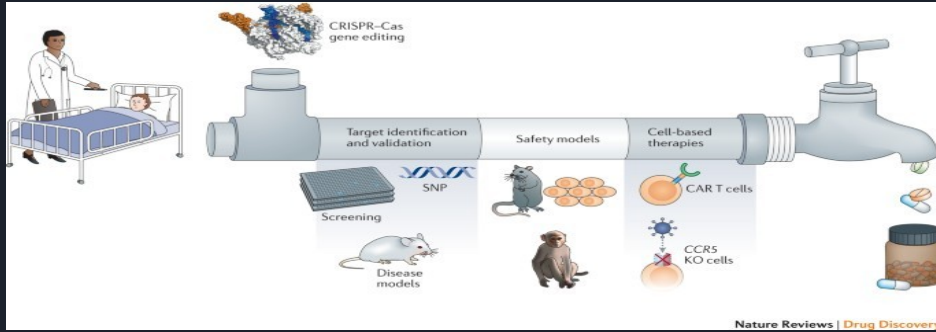 CRISPR–Cas
gene editing
Target identification
and validation
Safety models
Cell-based
therapies
SNP
Screening
CAR T cells
CCR5
KO cells
Disease
models
Nature Reviews | Drug Discovery